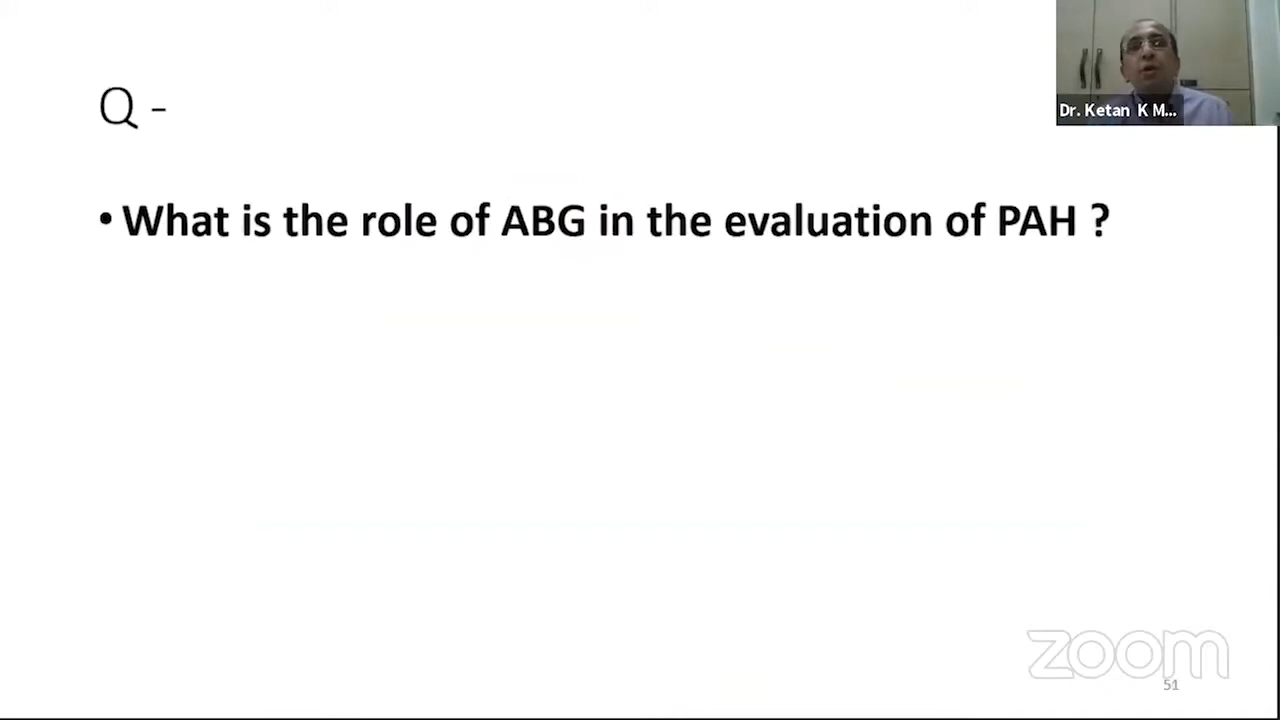 Dr. Ketan K M...
Q -
• What is the role of ABG in the evaluation of PAH ?
zoom
51